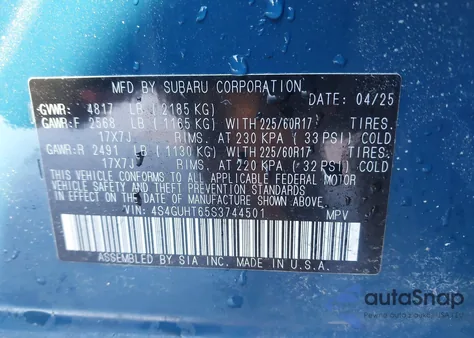 MFD BY SUBARU CORPORATION DATE: 04/25
GVWR: 4817 LB ( 2185 KG)
GAWR:F 2568 LB ( 1165 KG) WITH 225/60R17 TIRES.
17X7J RIMS. AT 230 KPA ( 33 PSI) COLD
GAWR:R 2491 LB ( 1130 KG) WITH 225/60R17 TIRES.
17X7J RIMS. AT 220 KPA ( 32 PSI) COLD
THIS VEHICLE CONFORMS TO ALL APPLICABLE FEDERAL MOTOR
VEHICLE SAFETY AND THEFT PREVENTION STANDARDS IN
EFFECT ON THE DATE OF MANUFACTURE SHOWN ABOVE.
VIN: 4S4GUHT65S3744501 MPV
ASSEMBLED BY SIA INC. IN U.S.A.
autoSnap